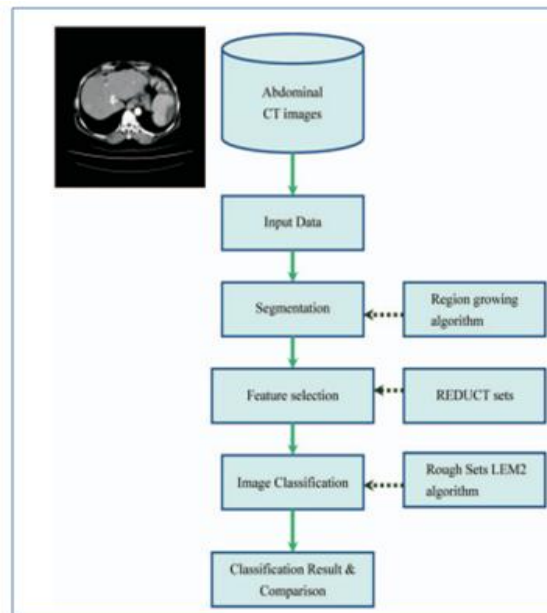 Abdominal
CT images
Input Data
Segmentation
Region growing
algorithm
Feature selection
REDUCT sets
Image Classification
Rough Sets LEM2
algorithm
Classification Result &
Comparison